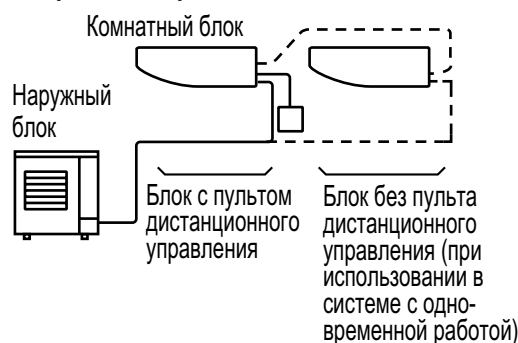 Комнатный блок
Наружный
блок
Блок с пультом
дистанционного
управления
Блок без пульта
дистанционного
управления (при
использовании в
системе с одно-
временной работой)